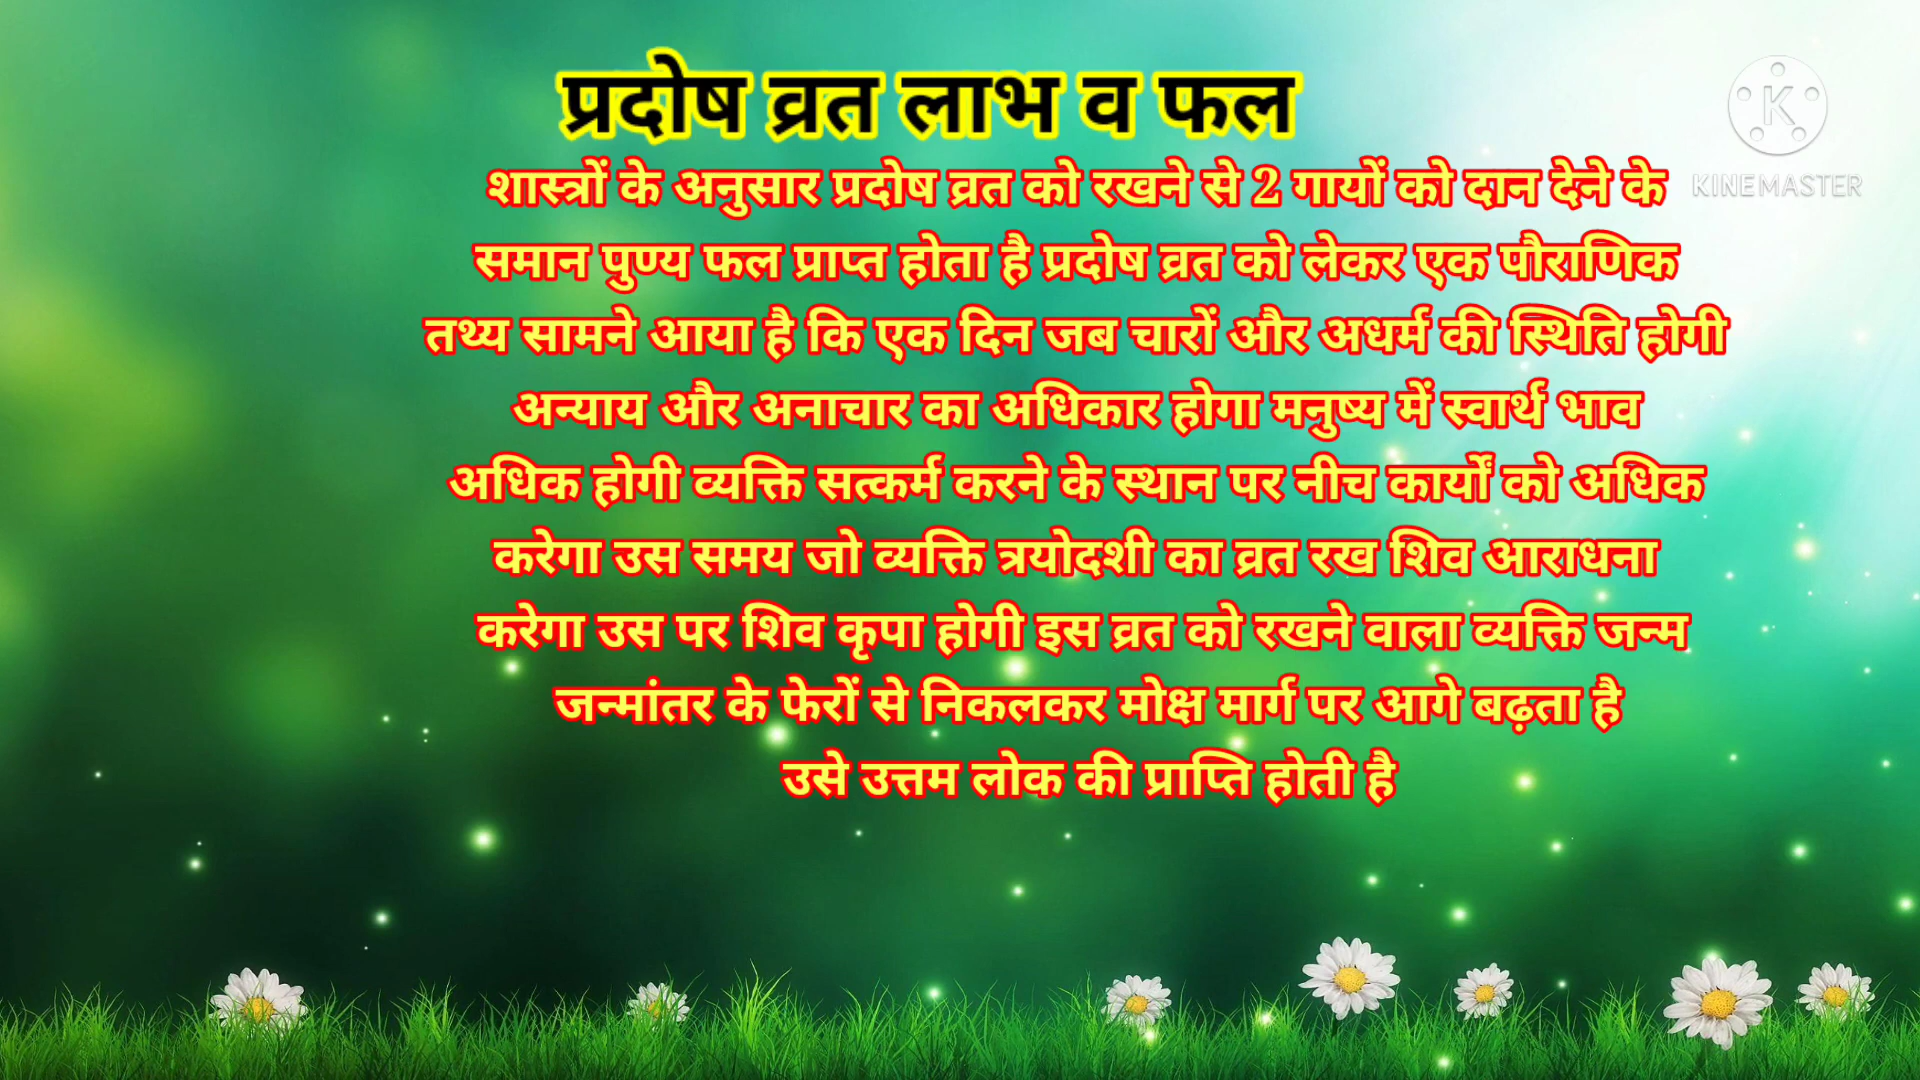 प्रदोष व्रत लाभ व फल
शास्त्रों के अनुसार प्रदोष व्रत को रखने से 2 गायों को दान देने के
समान पुण्य फल प्राप्त होता है प्रदोष व्रत को लेकर एक पौराणिक
तथ्य सामने आया है कि एक दिन जब चारों और अधर्म की स्थिति होगी
अन्याय और अनाचार का अधिकार होगा मनुष्य में स्वार्थ भाव
अधिक होगी व्यक्ति सत्कर्म करने के स्थान पर नीच कार्यों को अधिक
करेगा उस समय जो व्यक्ति त्रयोदशी का व्रत रख शिव आराधना
करेगा उस पर शिव कृपा होगी इस व्रत को रखने वाला व्यक्ति जन्म
जन्मांतर के फेरों से निकलकर मोक्ष मार्ग पर आगे बढ़ता है
उसे उत्तम लोक की प्राप्ति होती है
K
KINEMASTER